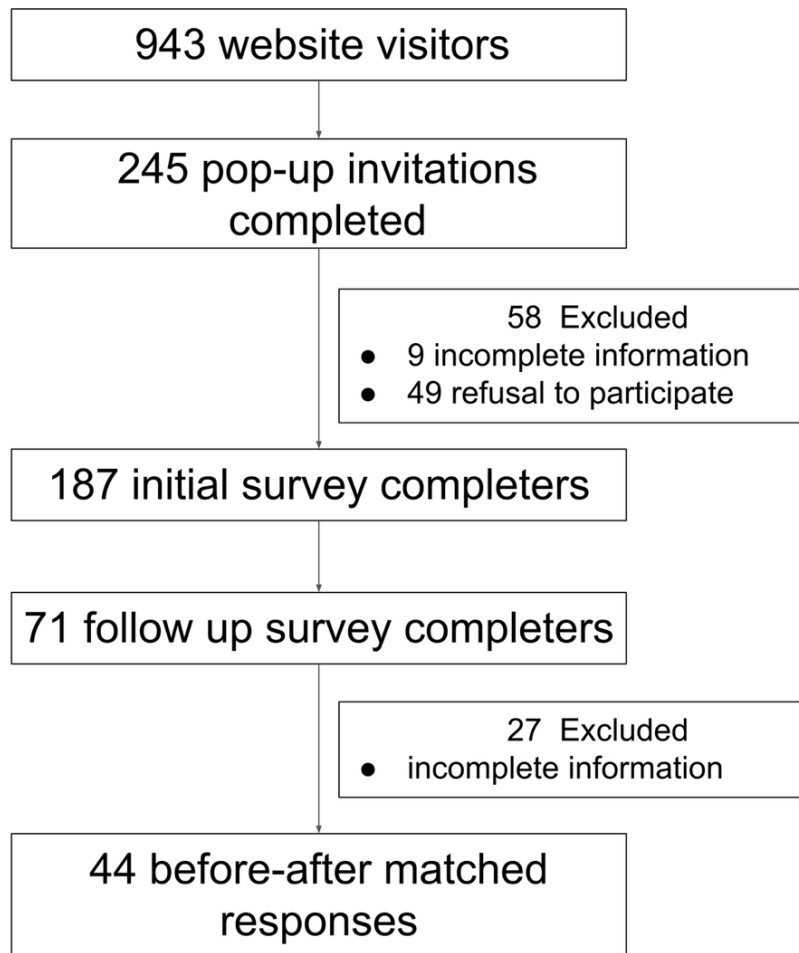 943 website visitors
245 pop-up invitations
completed
58 Excluded
● 9 incomplete information
● 49 refusal to participate
187 initial survey completers
71 follow up survey completers
27 Excluded
● incomplete information
44 before-after matched
responses